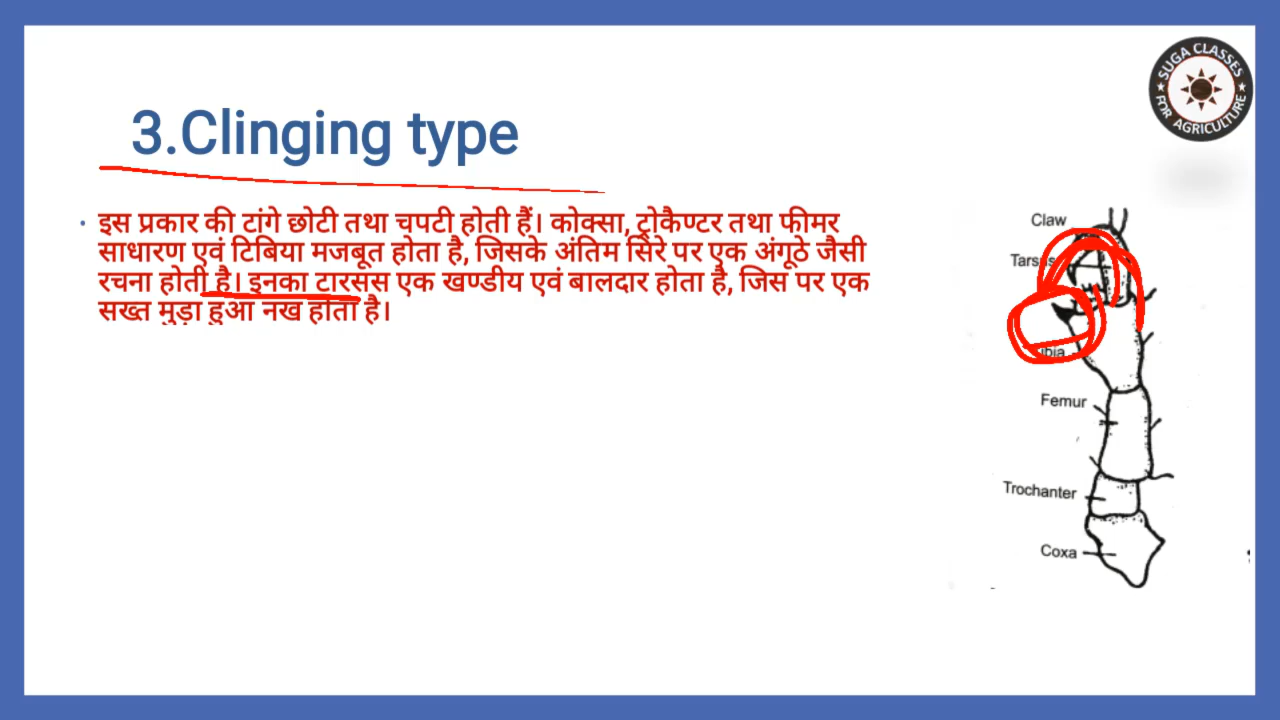 SUGA CLASSES
FOR AGRICULTURE
3.Clinging type
• इस प्रकार की टांगे छोटी तथा चपटी होती हैं। कोक्सा, ट्रोकैण्टर तथा फीमर
साधारण एवं टिबिया मजबूत होता है, जिसके अंतिम सिरे पर एक अंगूठे जैसी
रचना होती है। इनका टारसस एक खण्डीय एवं बालदार होता है, जिस पर एक
सख्त मुड़ा हुआ नख होता है।
Claw
Femur
Trochanter
Coxa